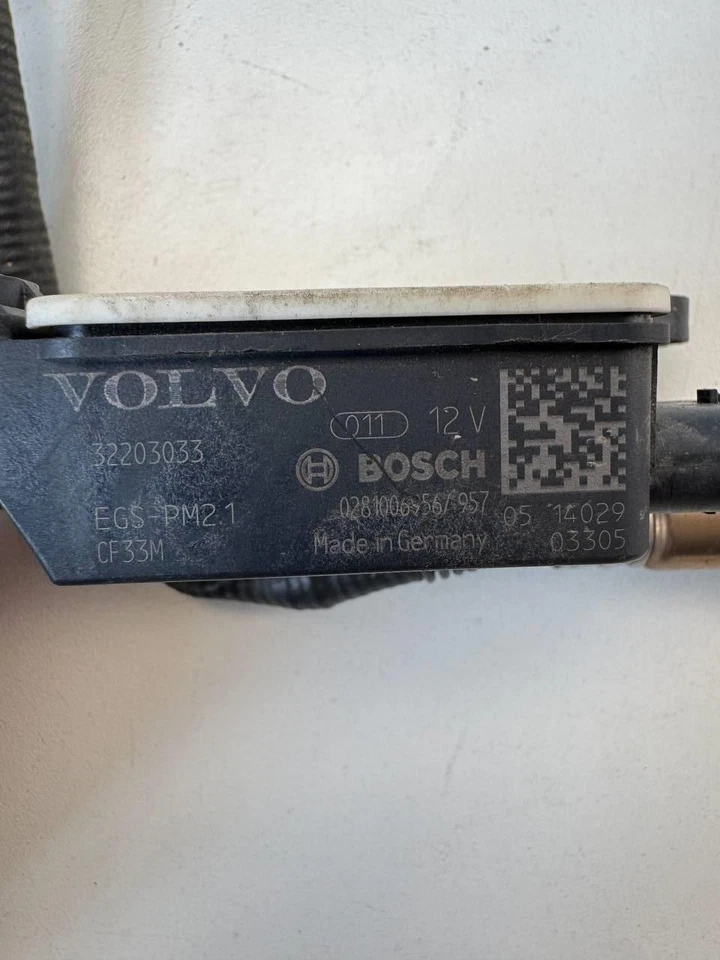 VOLVO
011 12 V
32203033
BOSCH
EGS-PM2.1
CF33M
Made in Germany
05 14029
03305